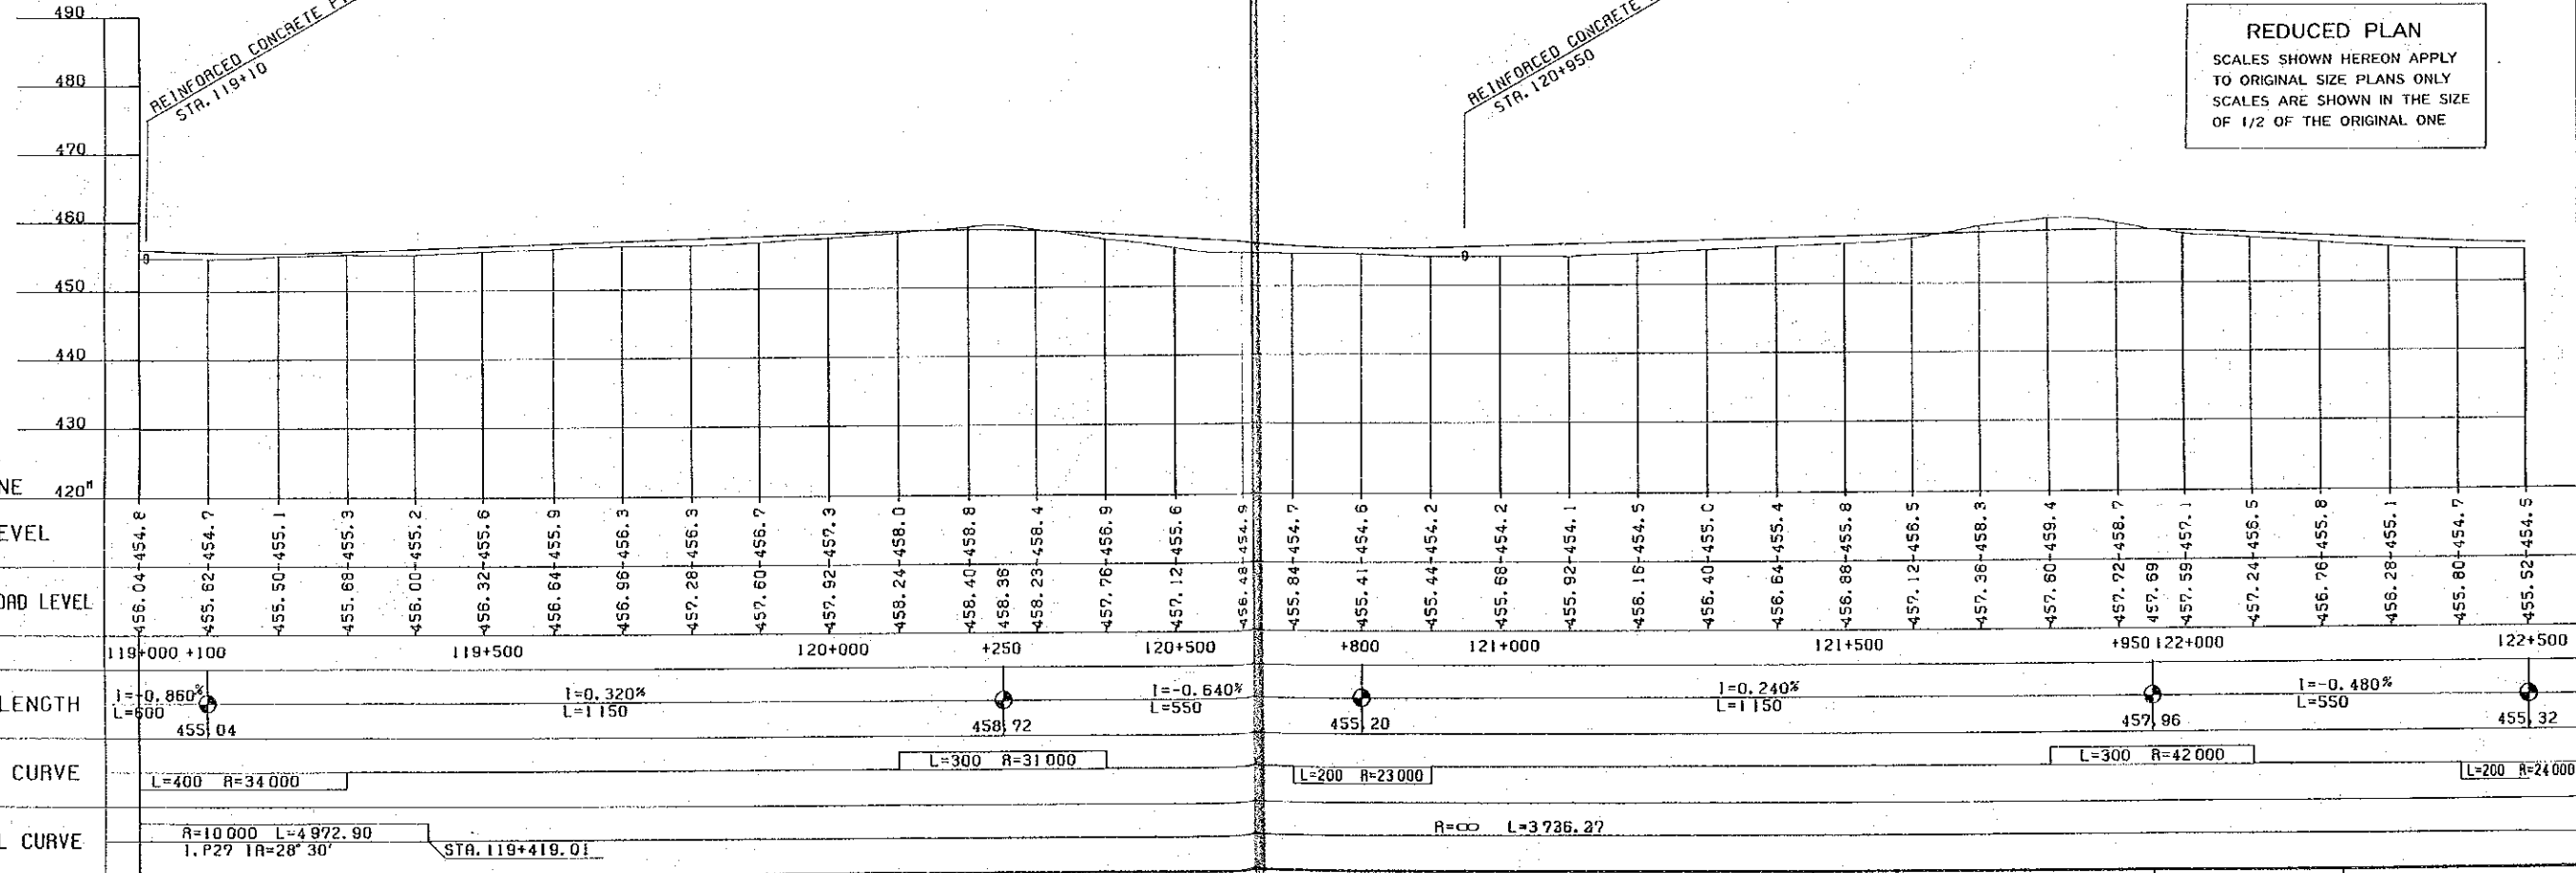 490
480
470
460
450
440
430
420ᴹ
REINFORCED CONCRETE
STA. 119+10
REINFORCED CONCRETE
STA. 120+950
REDUCED PLAN
SCALES SHOWN HEREON APPLY
TO ORIGINAL SIZE PLANS ONLY
SCALES ARE SHOWN IN THE SIZE
OF 1/2 OF THE ORIGINAL ONE
NE
EVEL
454.8 454.7 455.1 455.3 455.2 455.6 455.9 456.3 456.3 456.7 457.3 458.0 458.8 458.4 456.9 455.6 454.9 454.7 454.6 454.2 454.2 454.1 454.5 455.0 455.4 455.8 456.5 458.3 459.4 458.7 457.1 456.5 455.8 455.1 454.7 454.5
OAD LEVEL
456.04 455.62 455.50 455.68 456.00 456.32 456.64 456.96 457.28 457.60 457.92 458.24 458.40 458.36 458.23 457.76 457.12 456.48 455.84 455.41 455.44 455.68 455.92 456.16 456.40 456.64 456.88 457.12 457.36 457.60 457.72 457.69 457.59 457.24 456.76 456.28 455.80 455.52
119+000 +100 119+500 120+000 +250 120+500 +800 121+000 121+500 +950 122+000 122+500
LENGTH
I=-0.860% I=0.320% I=-0.640% I=0.240% I=-0.480%
L=600 L=1150 L=550 L=1150 L=550
455.04 458.72 455.20 457.96 455.32
CURVE
L=400 R=34000 L=300 R=31000 L=200 R=23000 L=300 R=42000 L=200 R=24000
L CURVE
R=10000 L=4972.90
I.P27 IA=28°30′
STA. 119+419.01
R=∞ L=3736.27